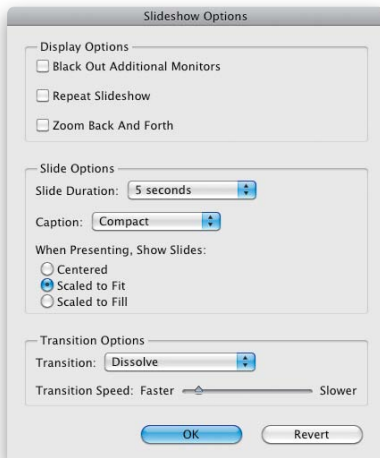 Slideshow Options
Display Options
Black Out Additional Monitors
Repeat Slideshow
Zoom Back And Forth
Slide Options
Slide Duration: 5 seconds
Caption: Compact
When Presenting, Show Slides:
Centered
Scaled to Fit
Scaled to Fill
Transition Options
Transition: Dissolve
Transition Speed: Faster Slower
OK Revert